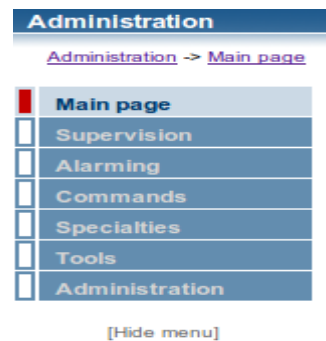 Administration
Administration -> Main page
Main page
Supervision
Alarming
Commands
Specialties
Tools
Administration
[Hide menu]